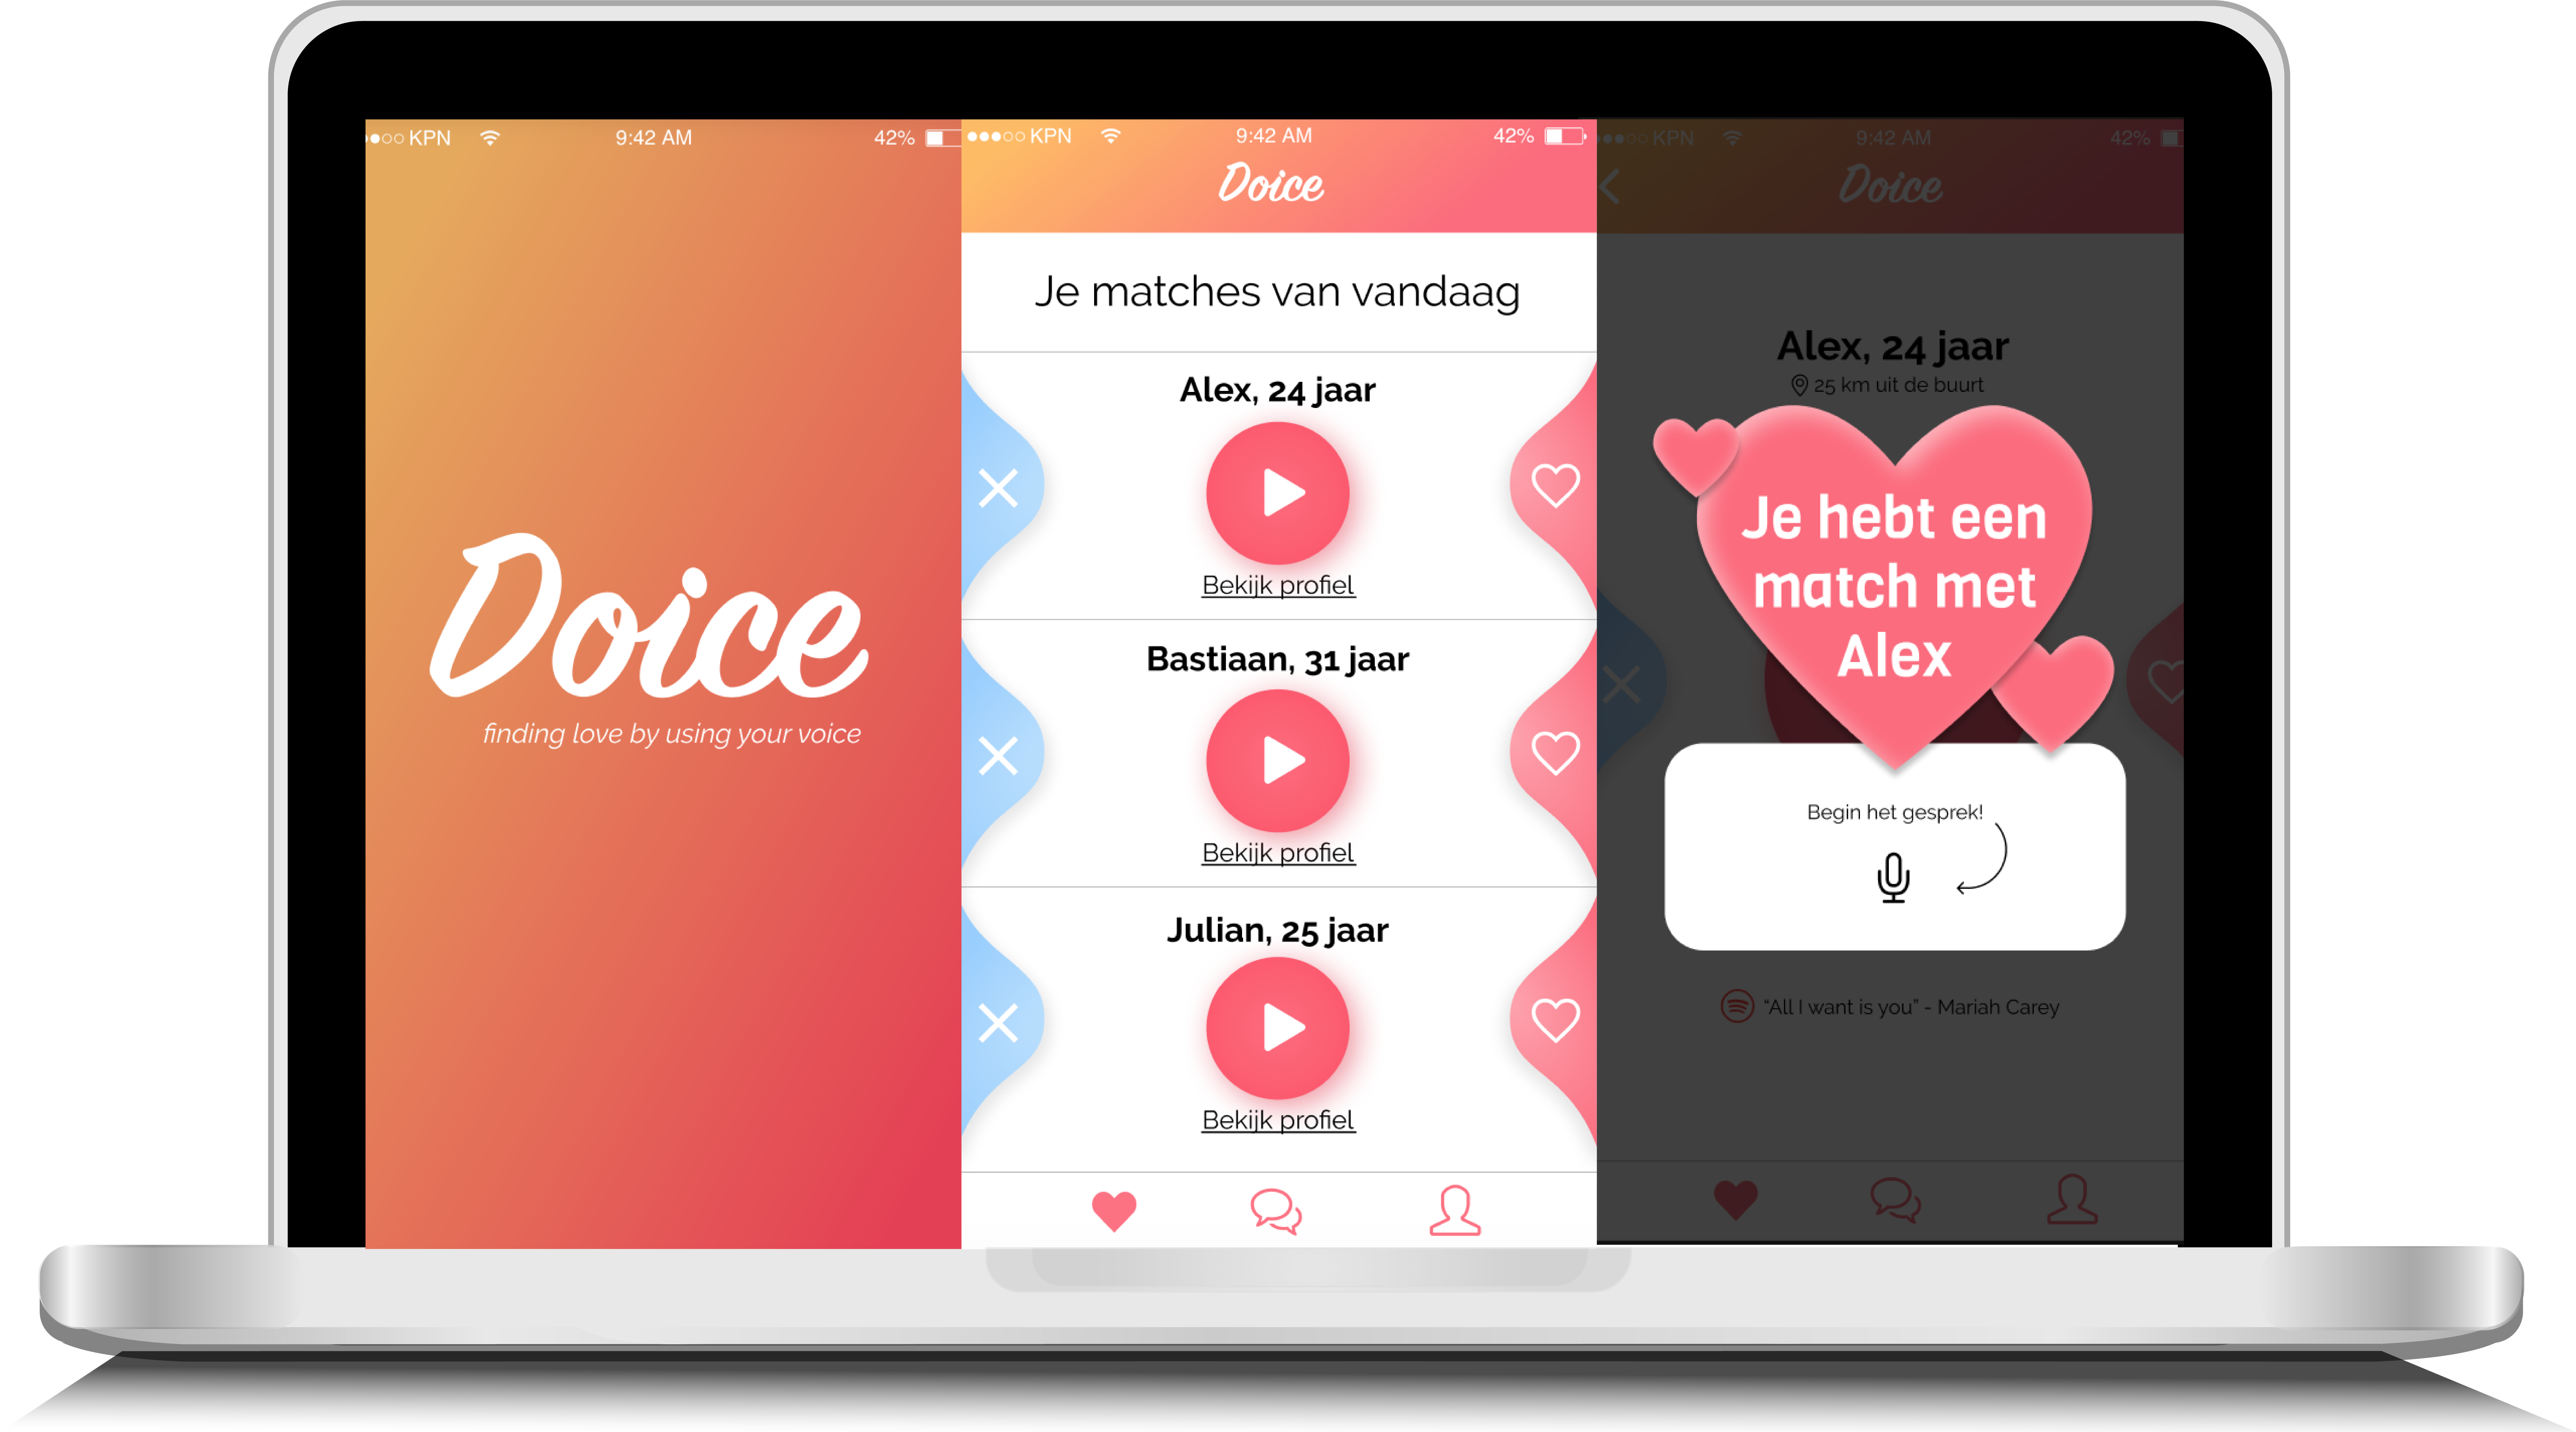 KPN 9:42 AM 42%
Doice
finding love by using your voice
KPN 9:42 AM 42%
Doice
Je matches van vandaag
Alex, 24 jaar
Bekijk profiel
Bastiaan, 31 jaar
Bekijk profiel
Julian, 25 jaar
Bekijk profiel
KPN 9:42 AM 42%
Doice
Alex, 24 jaar
25 km uit de buurt
Je hebt een
match met
Alex
Begin het gesprek!
“All I want is you” - Mariah Carey